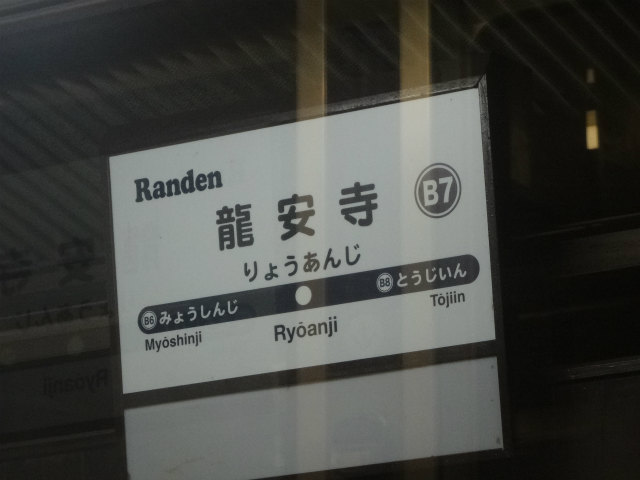 Randen
龍安寺
B7
りょうあんじ
B6 みょうしんじ
B8 とうじいん
Myōshinji
Ryōanji
Tōjiin